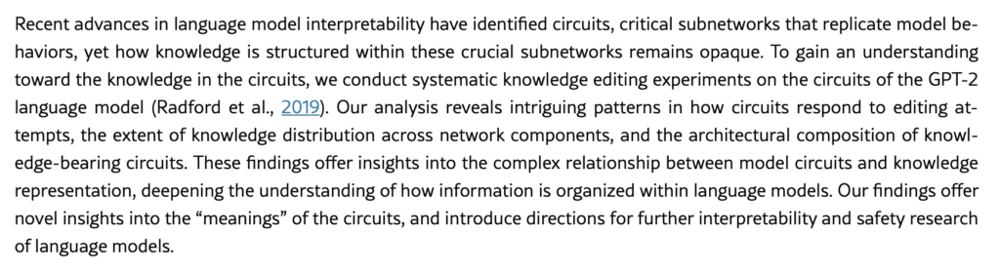 Recent advances in language model interpretability have identified circuits, critical subnetworks that replicate model be-
haviors, yet how knowledge is structured within these crucial subnetworks remains opaque. To gain an understanding
toward the knowledge in the circuits, we conduct systematic knowledge editing experiments on the circuits of the GPT-2
language model (Radford et al., 2019). Our analysis reveals intriguing patterns in how circuits respond to editing at-
tempts, the extent of knowledge distribution across network components, and the architectural composition of knowl-
edge-bearing circuits. These findings offer insights into the complex relationship between model circuits and knowledge
representation, deepening the understanding of how information is organized within language models. Our findings offer
novel insights into the “meanings” of the circuits, and introduce directions for further interpretability and safety research
of language models.